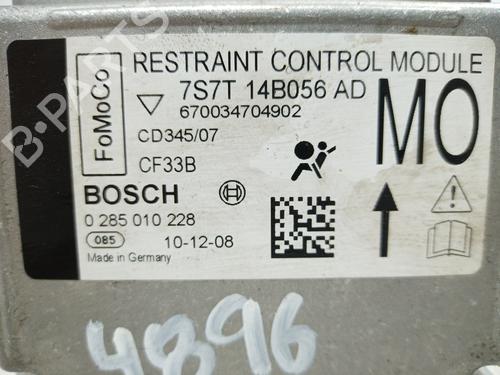 FoMoCo
RESTRAINT CONTROL MODULE
7S7T 14B056 AD
670034704902
CD345/07
CF33B
MO
BOSCH
0 285 010 228
085
10-12-08
Made in Germany
4896
B-PARTS